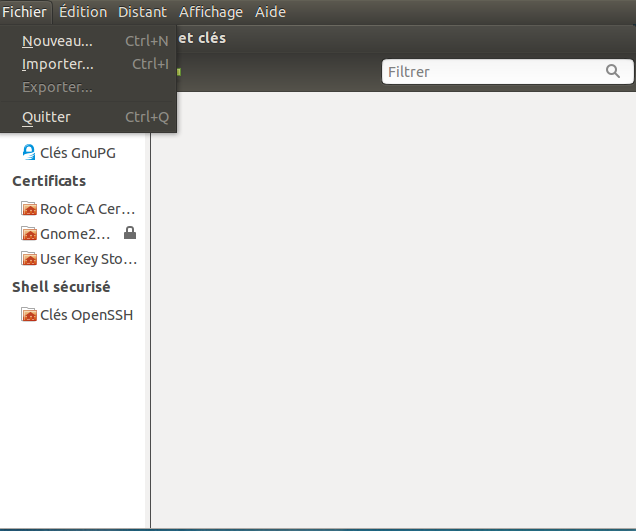 Fichier Édition Distant Affichage Aide
et clés
Nouveau... Ctrl+N
Importer... Ctrl+I
Exporter...
Quitter Ctrl+Q
Filtrer
Clés GnuPG
Certificats
Root CA Cer...
Gnome2...
User Key Sto...
Shell sécurisé
Clés OpenSSH